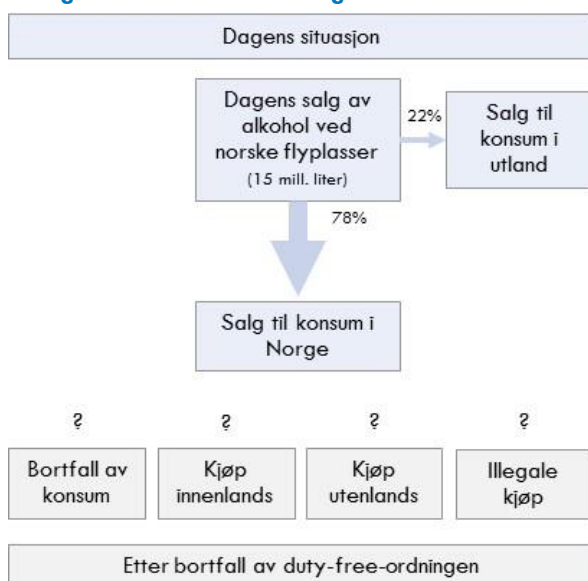 Dagens situasjon
Dagens salg av
alkohol ved
norske flyplasser
(15 mill. liter)
22%
Salg til
konsum i
utland
78%
Salg til konsum i
Norge
? ? ? ?
Bortfall av
konsum
Kjøp
innenlands
Kjøp
utenlands
Illegale
kjøp
Etter bortfall av duty-free-ordningen